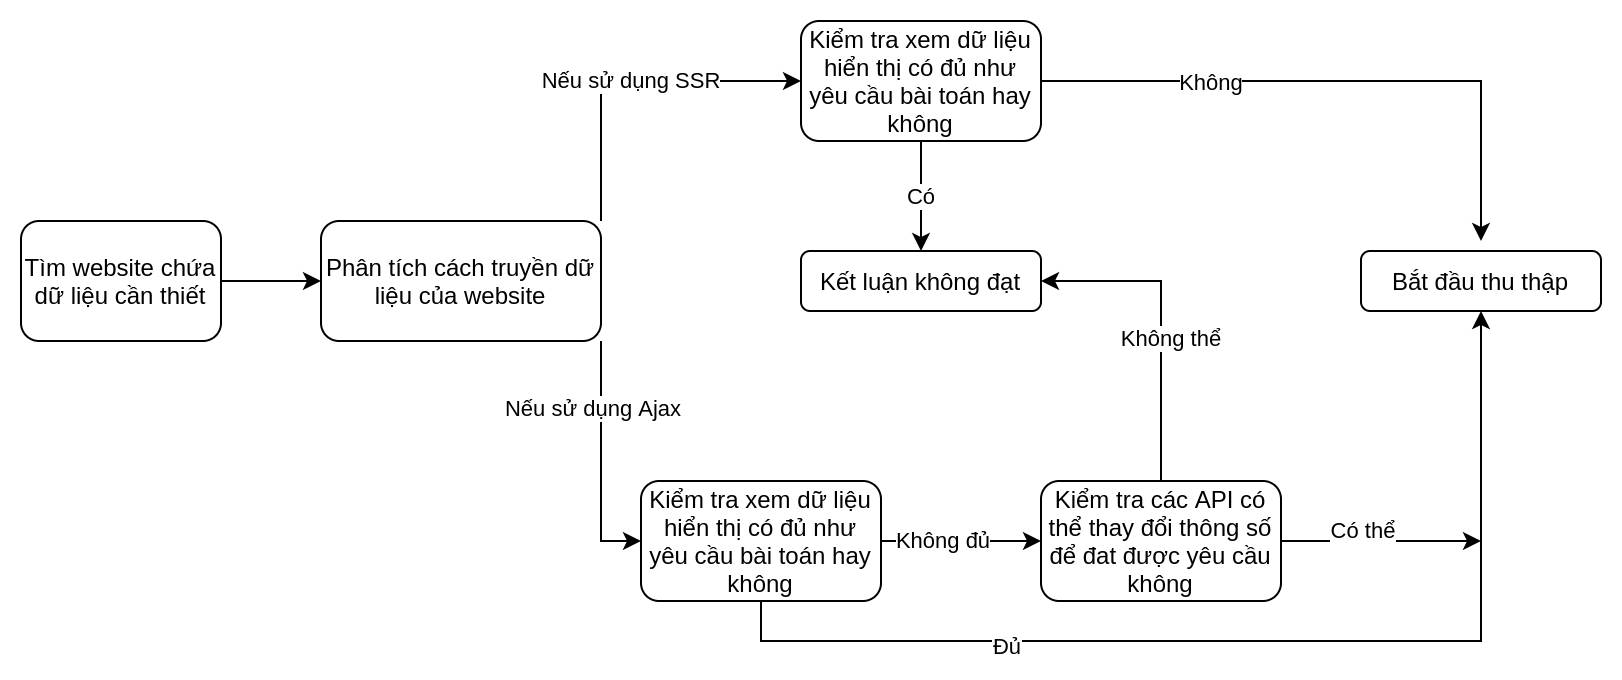 Kiểm tra xem dữ liệu
hiển thị có đủ như
yêu cầu bài toán hay
không
Nếu sử dụng SSR
Không
Có
Tìm website chứa
dữ liệu cần thiết
Phân tích cách truyền dữ
liệu của website
Kết luận không đạt
Bắt đầu thu thập
Không thể
Nếu sử dụng Ajax
Kiểm tra xem dữ liệu
hiển thị có đủ như
yêu cầu bài toán hay
không
Không đủ
Kiểm tra các API có
thể thay đổi thông số
để đat được yêu cầu
không
Có thể
Đủ